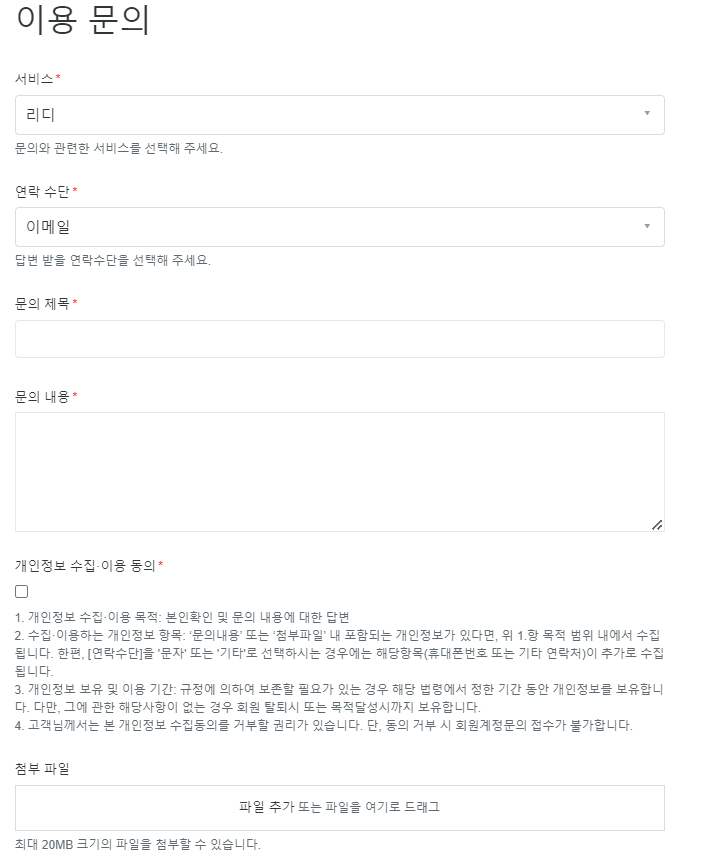 이용 문의
서비스*
리디
문의와 관련한 서비스를 선택해 주세요.
연락 수단*
이메일
답변 받을 연락수단을 선택해 주세요.
문의 제목*
문의 내용*
개인정보 수집·이용 동의*
1. 개인정보 수집·이용 목적: 본인확인 및 문의 내용에 대한 답변
2. 수집·이용하는 개인정보 항목: ‘문의내용’ 또는 ‘첨부파일’ 내 포함되는 개인정보가 있다면, 위 1.항 목적 범위 내에서 수집
됩니다. 한편, [연락수단]을 '문자' 또는 '기타'로 선택하시는 경우에는 해당항목(휴대폰번호 또는 기타 연락처)이 추가로 수집
됩니다.
3. 개인정보 보유 및 이용 기간: 규정에 의하여 보존할 필요가 있는 경우 해당 법령에서 정한 기간 동안 개인정보를 보유합니
다. 다만, 그에 관한 해당사항이 없는 경우 회원 탈퇴시 또는 목적달성시까지 보유합니다.
4. 고객님께서는 본 개인정보 수집동의를 거부할 권리가 있습니다. 단, 동의 거부 시 회원계정문의 접수가 불가합니다.
첨부 파일
파일 추가 또는 파일을 여기로 드래그
최대 20MB 크기의 파일을 첨부할 수 있습니다.